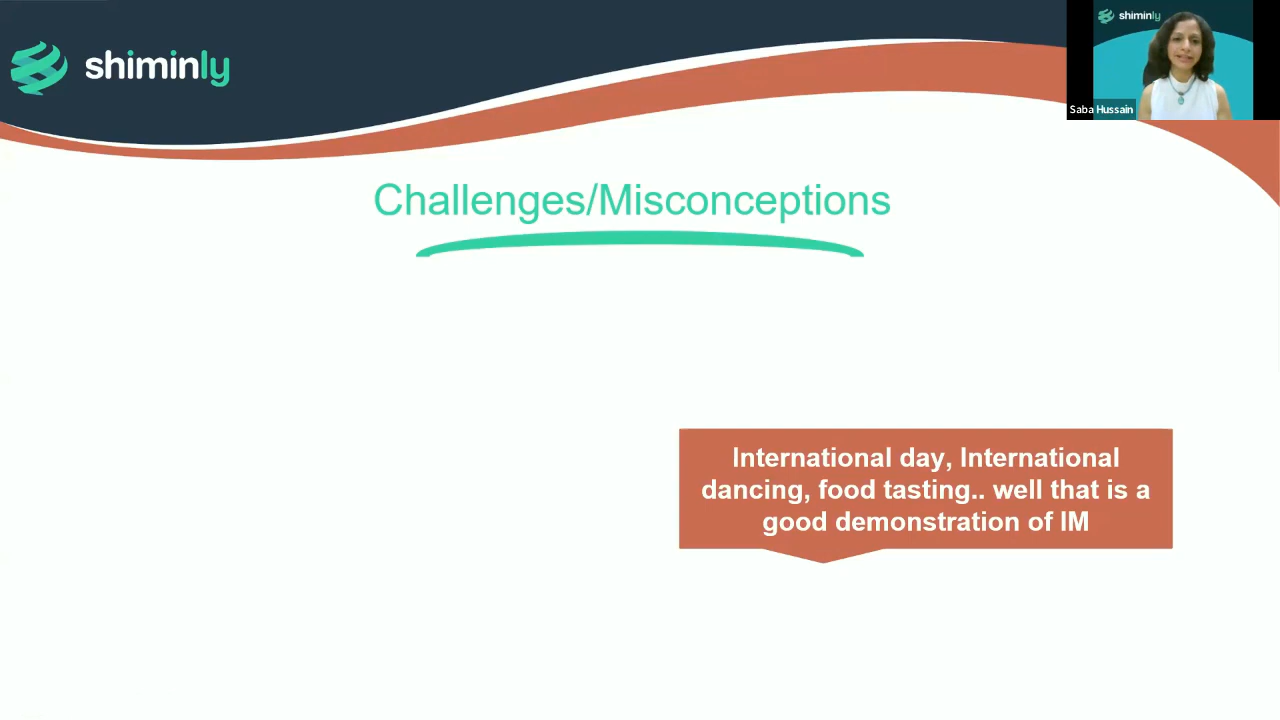 shiminly
shiminly
Saba Hussain
Challenges/Misconceptions
International day, International
dancing, food tasting.. well that is a
good demonstration of IM